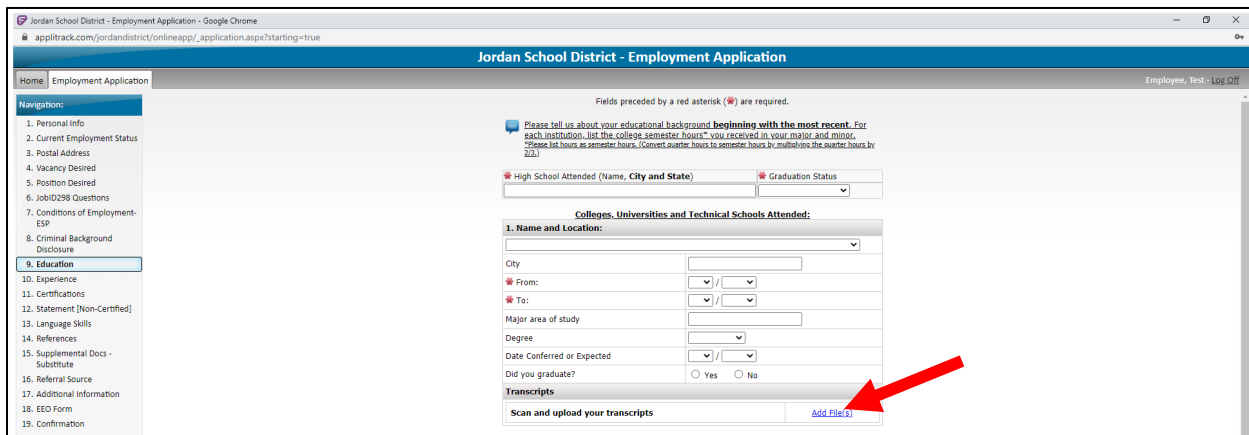 Jordan School District - Employment Application - Google Chrome
applitrack.com/jordandistrict/onlineapp/_application.aspx?starting=true
Jordan School District - Employment Application
Home
Employment Application
Employee, Test - Log Off
Navigation:
1. Personal Info
2. Current Employment Status
3. Postal Address
4. Vacancy Desired
5. Position Desired
6. JobID298 Questions
7. Conditions of Employment-
ESP
8. Criminal Background
Disclosure
9. Education
10. Experience
11. Certifications
12. Statement [Non-Certified]
13. Language Skills
14. References
15. Supplemental Docs -
Substitute
16. Referral Source
17. Additional Information
18. EEO Form
19. Confirmation
Fields preceded by a red asterisk (*) are required.
Please tell us about your educational background beginning with the most recent. For
each institution, list the college semester hours* you received in your major and minor.
*Please list hours as semester hours. (Convert quarter hours to semester hours by multiplying the quarter hours by
2/3.)
* High School Attended (Name, City and State)
* Graduation Status
Colleges, Universities and Technical Schools Attended:
1. Name and Location:
City
* From: /
* To: /
Major area of study
Degree
Date Conferred or Expected /
Did you graduate? Yes No
Transcripts
Scan and upload your transcripts Add File(s)